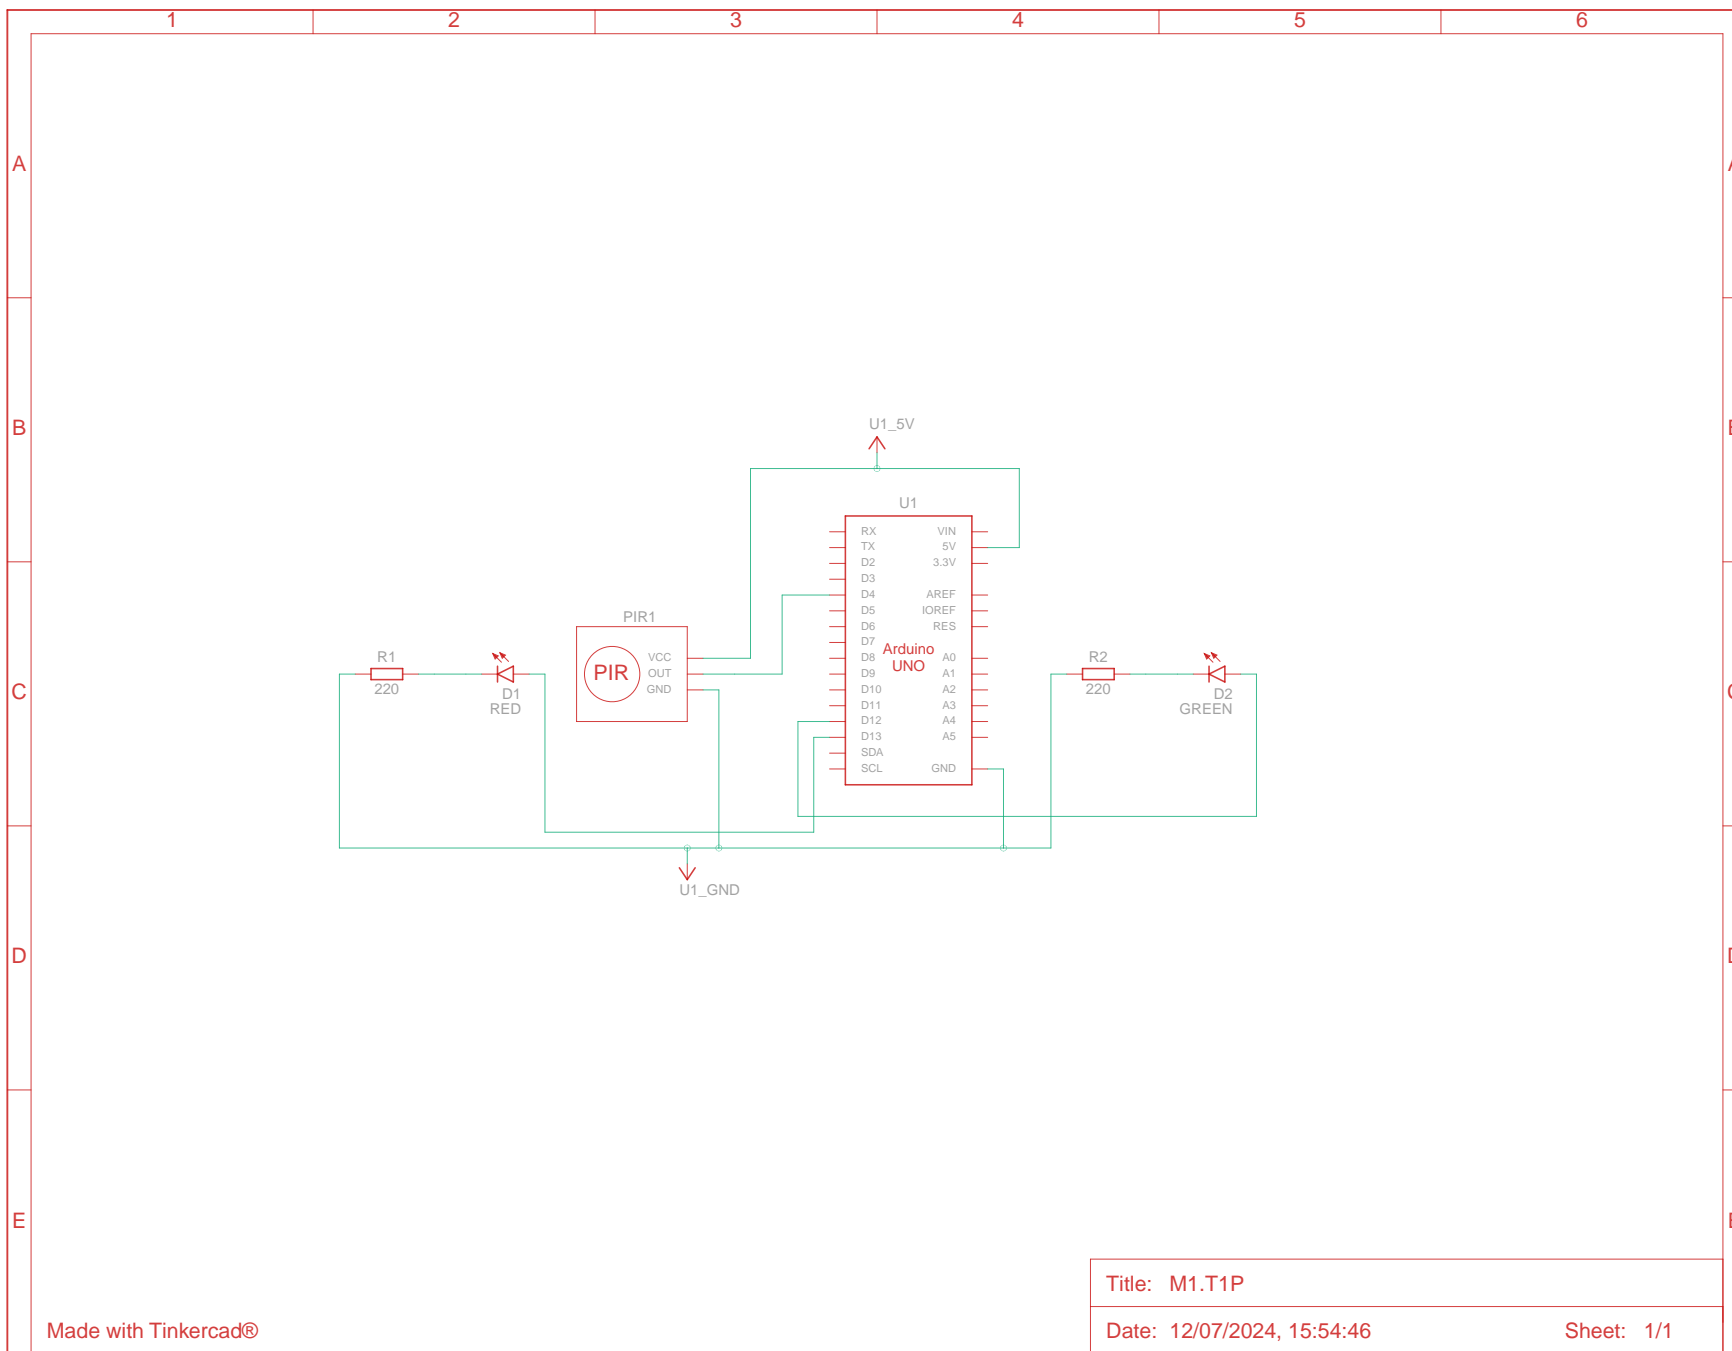 1 2 3 4 5 6
A
B
C
D
E
U1_5V
U1
RX VIN
TX 5V
D2 3.3V
D3
D4 AREF
D5 IOREF
D6 RES
D7
Arduino
UNO
D8 A0
D9 A1
D10 A2
D11 A3
D12 A4
D13 A5
SDA
SCL GND
PIR1
PIR
VCC
OUT
GND
R1
220
D1
RED
R2
220
D2
GREEN
U1_GND
Title: M1.T1P
Date: 12/07/2024, 15:54:46 Sheet: 1/1
Made with Tinkercad®